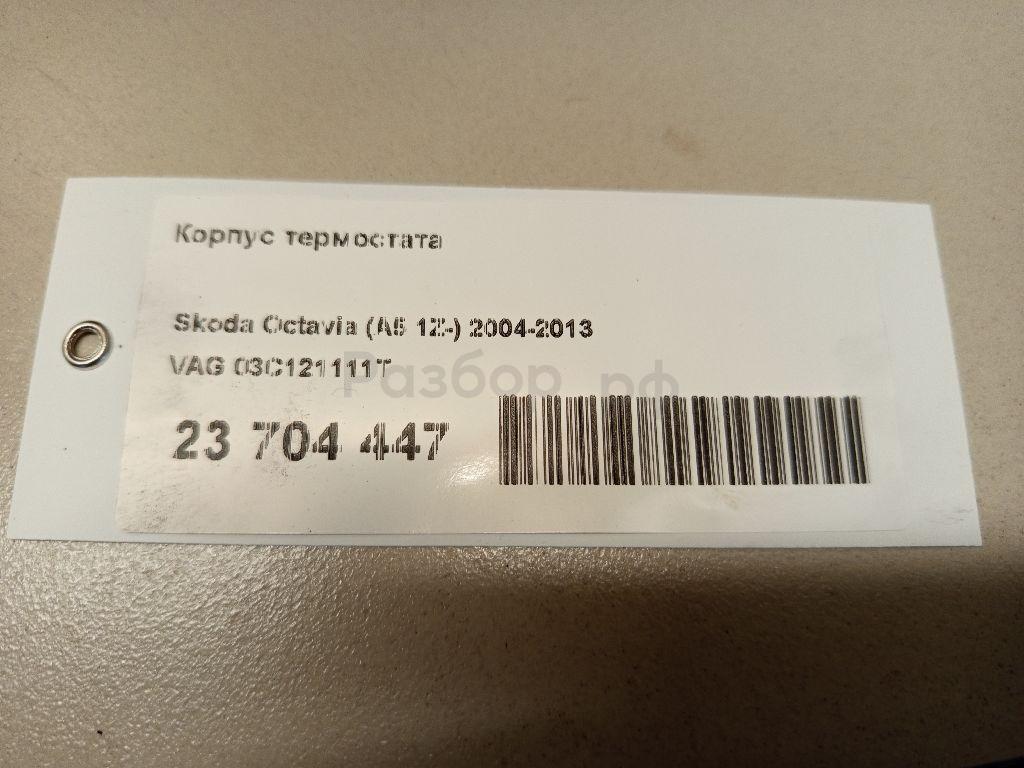 Корпус термостата
Skoda Octavia (A5 1Z-) 2004-2013
VAG 03C121111T
Разбор.рф
23 704 447